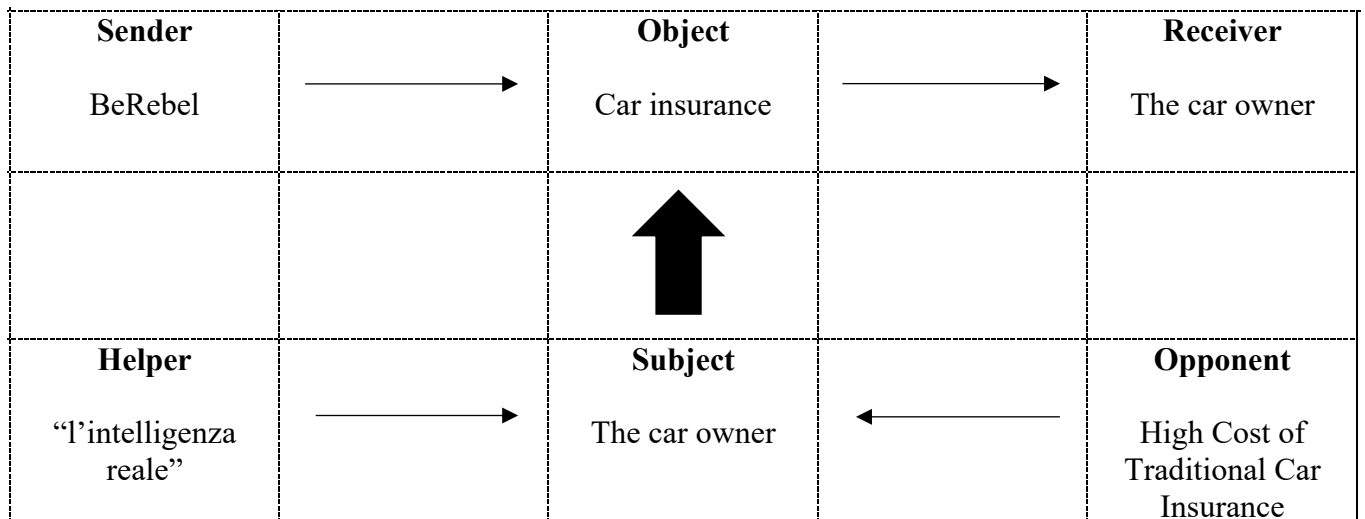 Sender
Object
Receiver
BeRebel
Car insurance
The car owner
Helper
Subject
Opponent
“l’intelligenza
reale”
The car owner
High Cost of
Traditional Car
Insurance